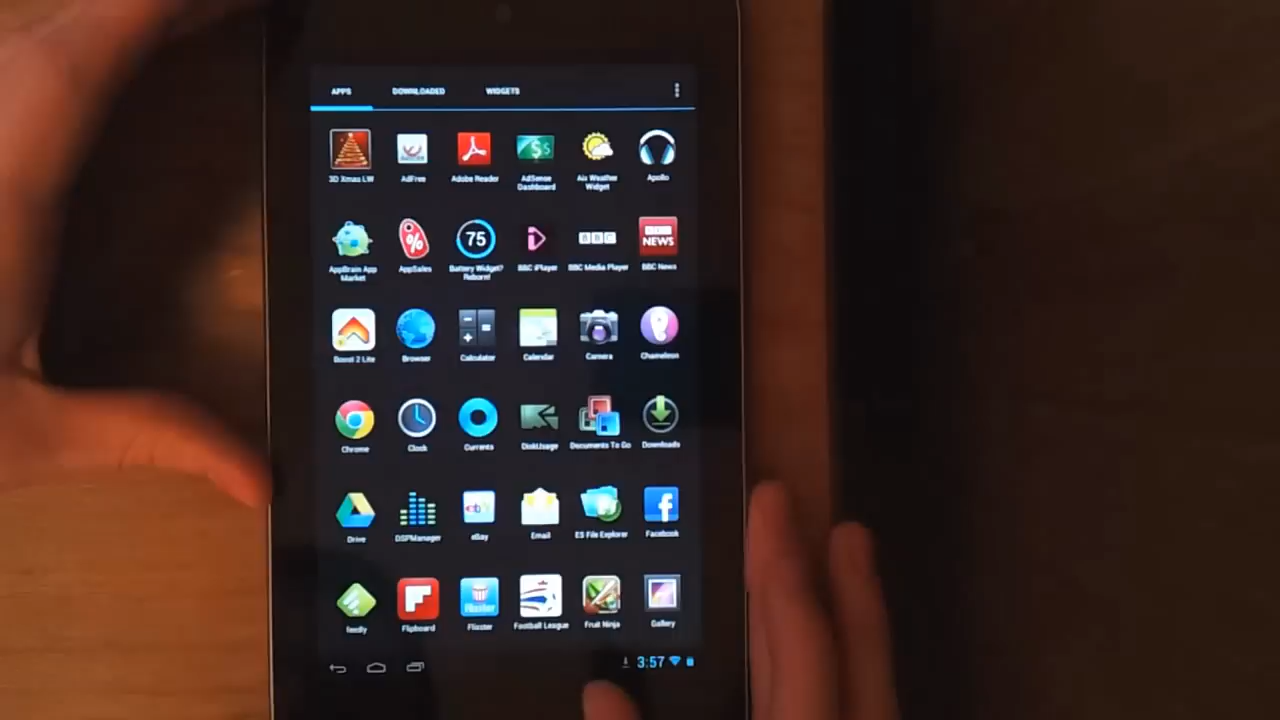 APPS DOWNLOADED WIDGETS
3D Xmas LW AdFree Adobe Reader AdSense Dashboard Aix Weather Widget Apollo
75 % BBC BBC NEWS
AppBrain App Market AppSales Battery Widget? Reborn! BBC iPlayer BBC Media Player BBC News
Boost 2 Lite Browser Calculator Calendar Camera Chameleon
Chrome Clock Currents DiskUsage Documents To Go Downloads
ebY f
Drive DSPManager eBay Email ES File Explorer Facebook
Flixster
feedly Flipboard Flixster Football League Fruit Ninja Gallery
3:57